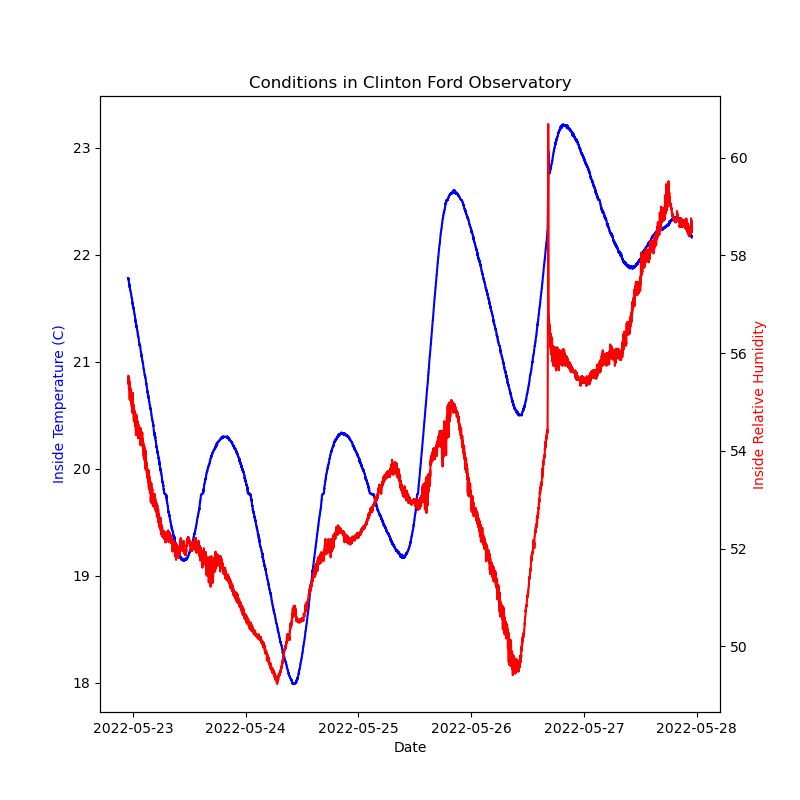 Conditions in Clinton Ford Observatory
Inside Temperature (C)
23
22
21
20
19
18
60
58
56
54
52
50
Inside Relative Humidity
2022-05-23 2022-05-24 2022-05-25 2022-05-26 2022-05-27 2022-05-28
Date